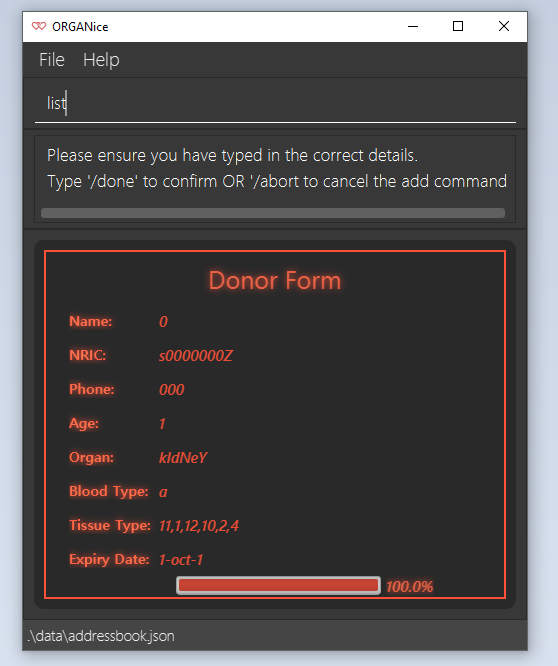 ORGANice
File Help
list
Please ensure you have typed in the correct details.
Type '/done' to confirm OR '/abort to cancel the add command
Donor Form
Name: 0
NRIC: s0000000Z
Phone: 000
Age: 1
Organ: kIdNeY
Blood Type: a
Tissue Type: 11,1,12,10,2,4
Expiry Date: 1-oct-1
100.0%
.\data\addressbook.json